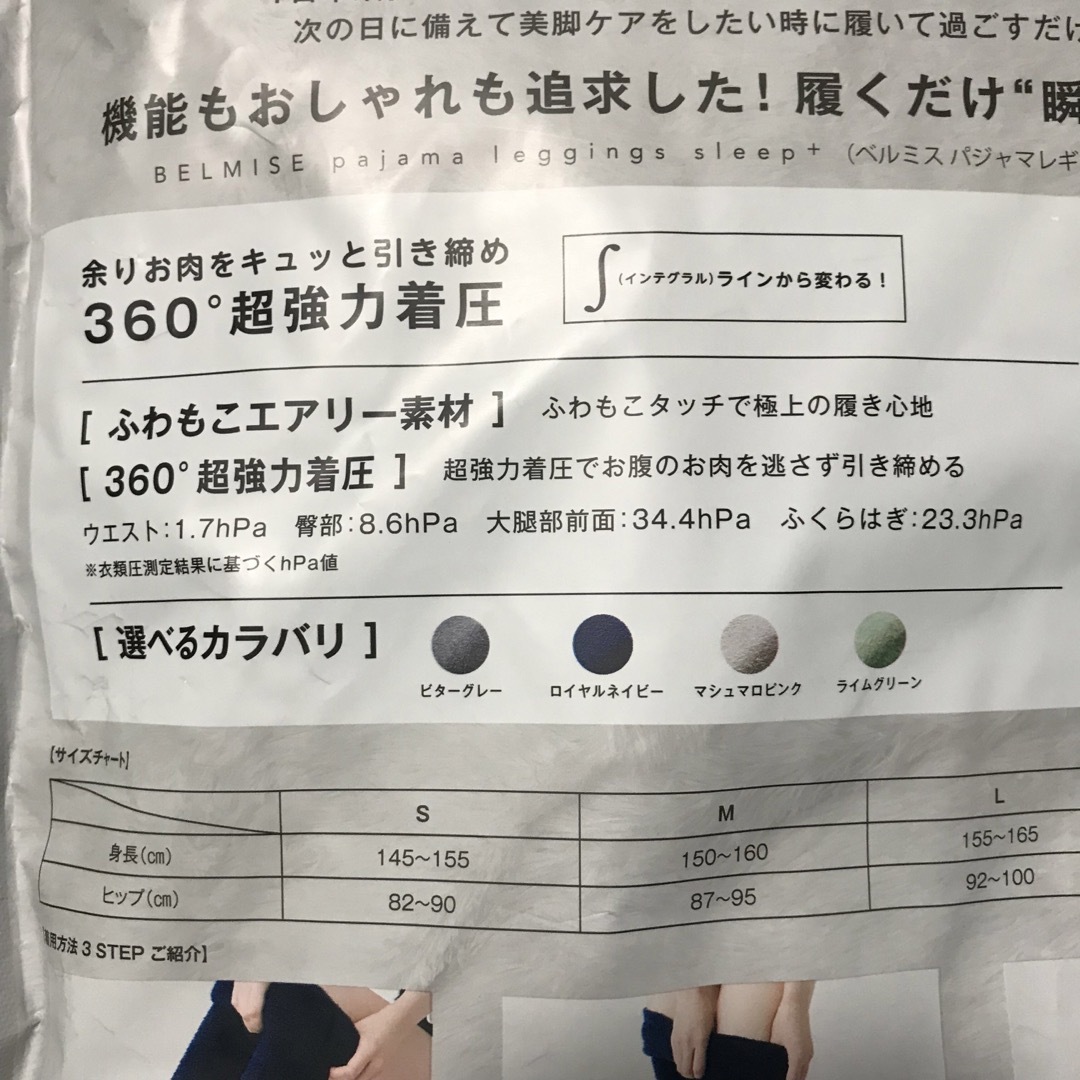 次の日に備えて美脚ケアをしたい時に履いて過ごすだけ
機能もおしゃれも追求した！履くだけ“瞬
BELMISE pajama leggings sleep+ (ベルミス パジャマレギ
余りお肉をキュッと引き締め
360°超強力着圧
∫(インテグラル)ラインから変わる！
[ ふわもこエアリー素材 ] ふわもこタッチで極上の履き心地
[ 360°超強力着圧 ] 超強力着圧でお腹のお肉を逃さず引き締める
ウエスト:1.7hPa 臀部:8.6hPa 大腿部前面:34.4hPa ふくらはぎ:23.3hPa
※衣類圧測定結果に基づくhPa値
[ 選べるカラバリ ]
ビターグレー ロイヤルネイビー マシュマロピンク ライムグリーン
【サイズチャート】
S M L
身長(㎝) 145~155 150~160 155~165
ヒップ(㎝) 82~90 87~95 92~100
用方法 3 STEP ご紹介】